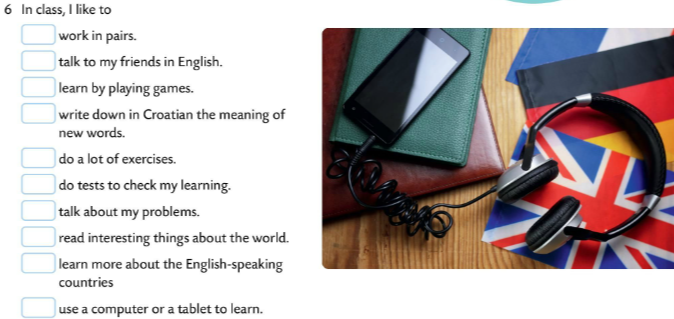 6 In class, I like to
work in pairs.
talk to my friends in English.
learn by playing games.
write down in Croatian the meaning of
new words.
do a lot of exercises.
do tests to check my learning.
talk about my problems.
read interesting things about the world.
learn more about the English-speaking
countries
use a computer or a tablet to learn.